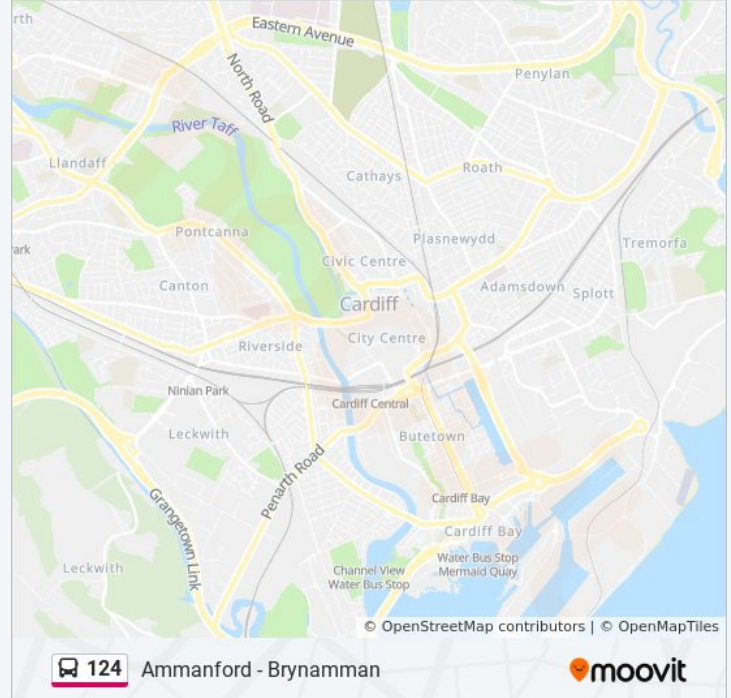 rth
Eastern Avenue
Penylan
North Road
River Taff
Llandaff
Cathays
Roath
Pontcanna
Plasnewydd
ark
Civic Centre
Tremorfa
Canton
Adamsdown
Splott
Cardiff
City Centre
Riverside
Ninian Park
Cardiff Central
Leckwith
Butetown
Penarth Road
Grangetown Link
Cardiff Bay
Cardiff Bay
Water Bus Stop
Mermaid Quay
Leckwith
Channel View
Water Bus Stop
© OpenStreetMap contributors | © OpenMapTiles
124 Ammanford - Brynamman
moovit